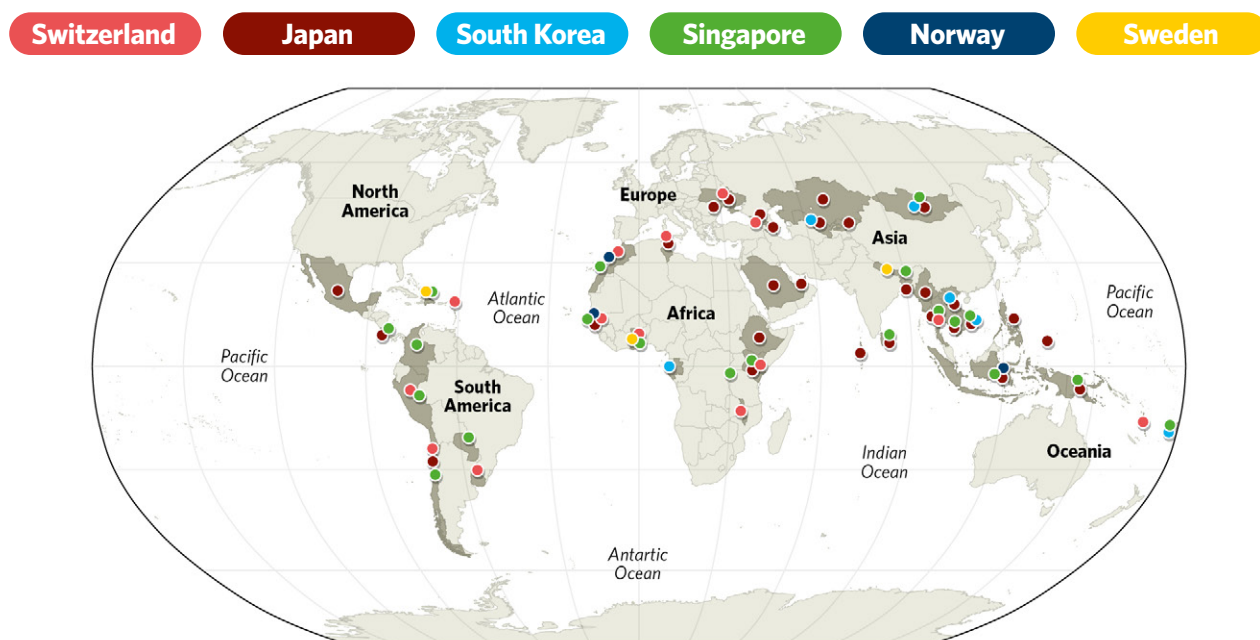 Switzerland
Japan
South Korea
Singapore
Norway
Sweden
North
America
Europe
Asia
Atlantic
Ocean
Africa
Pacific
Ocean
Pacific
Ocean
South
America
Indian
Ocean
Oceania
Antartic
Ocean